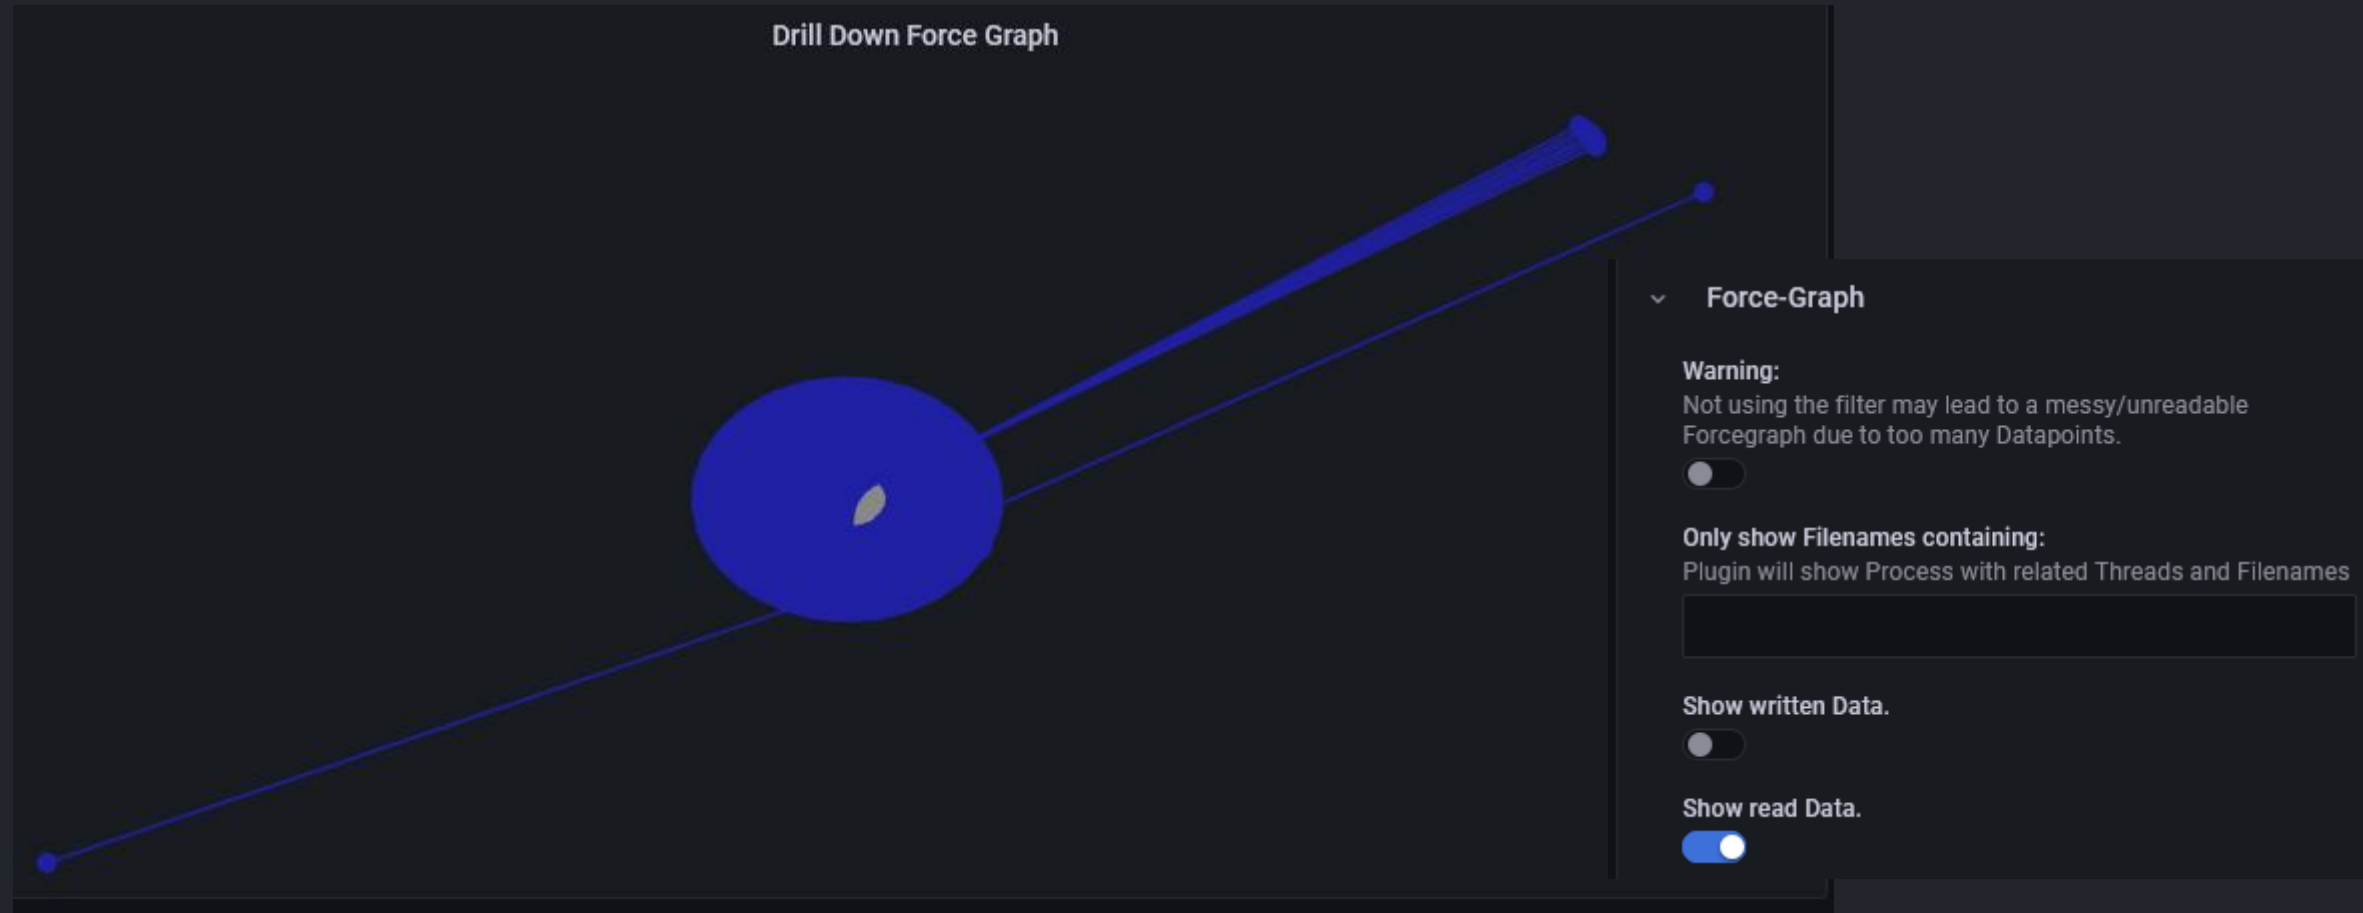 Drill Down Force Graph
Force-Graph
Warning:
Not using the filter may lead to a messy/unreadable
Forcegraph due to too many Datapoints.
Only show Filenames containing:
Plugin will show Process with related Threads and Filenames
Show written Data.
Show read Data.